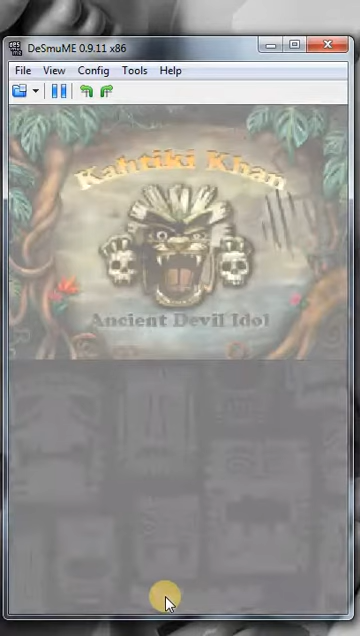 DeSmuME 0.9.11 x86
File View Config Tools Help
Kahtiki Khan
Ancient Devil Idol